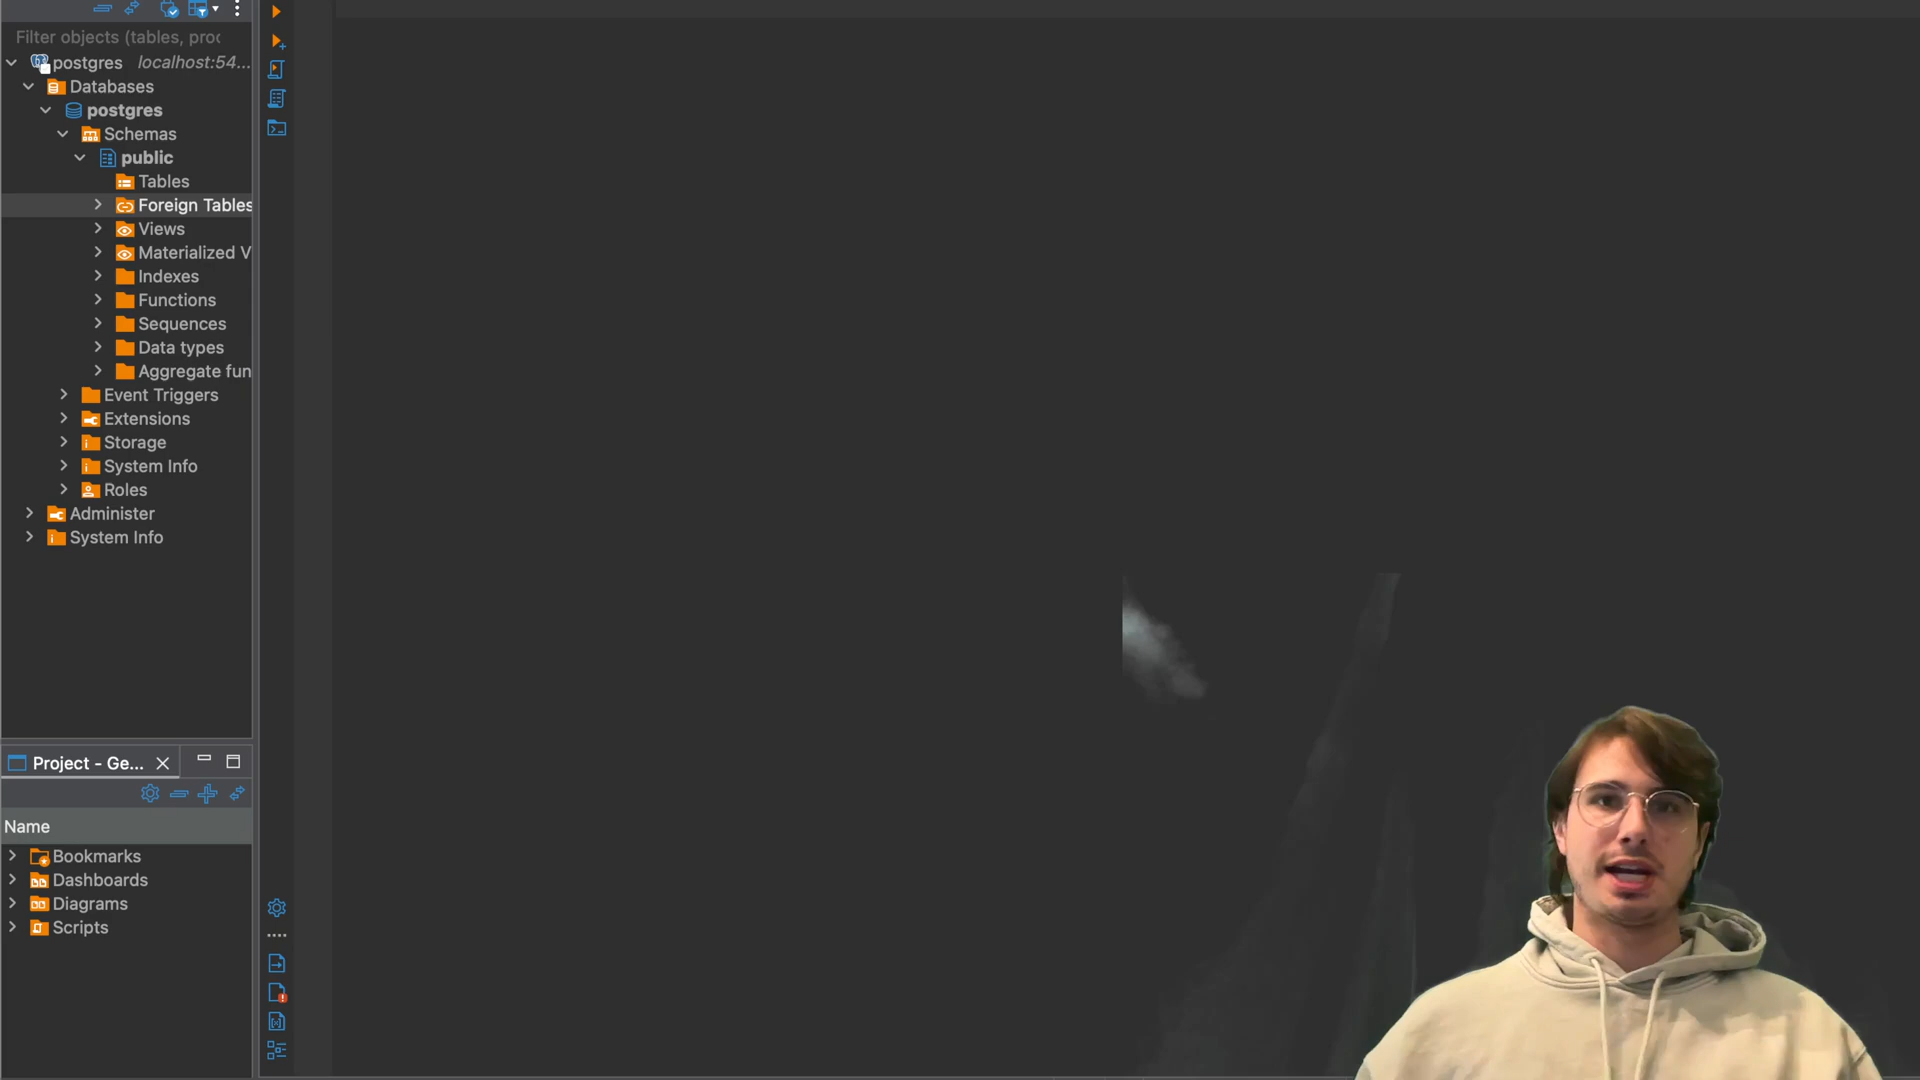 Filter objects (tables, proc
postgres localhost:54...
Databases
postgres
Schemas
public
Tables
Foreign Tables
Views
Materialized V
Indexes
Functions
Sequences
Data types
Aggregate fun
Event Triggers
Extensions
Storage
System Info
Roles
Administer
System Info
Project - Ge...
Name
Bookmarks
Dashboards
Diagrams
Scripts